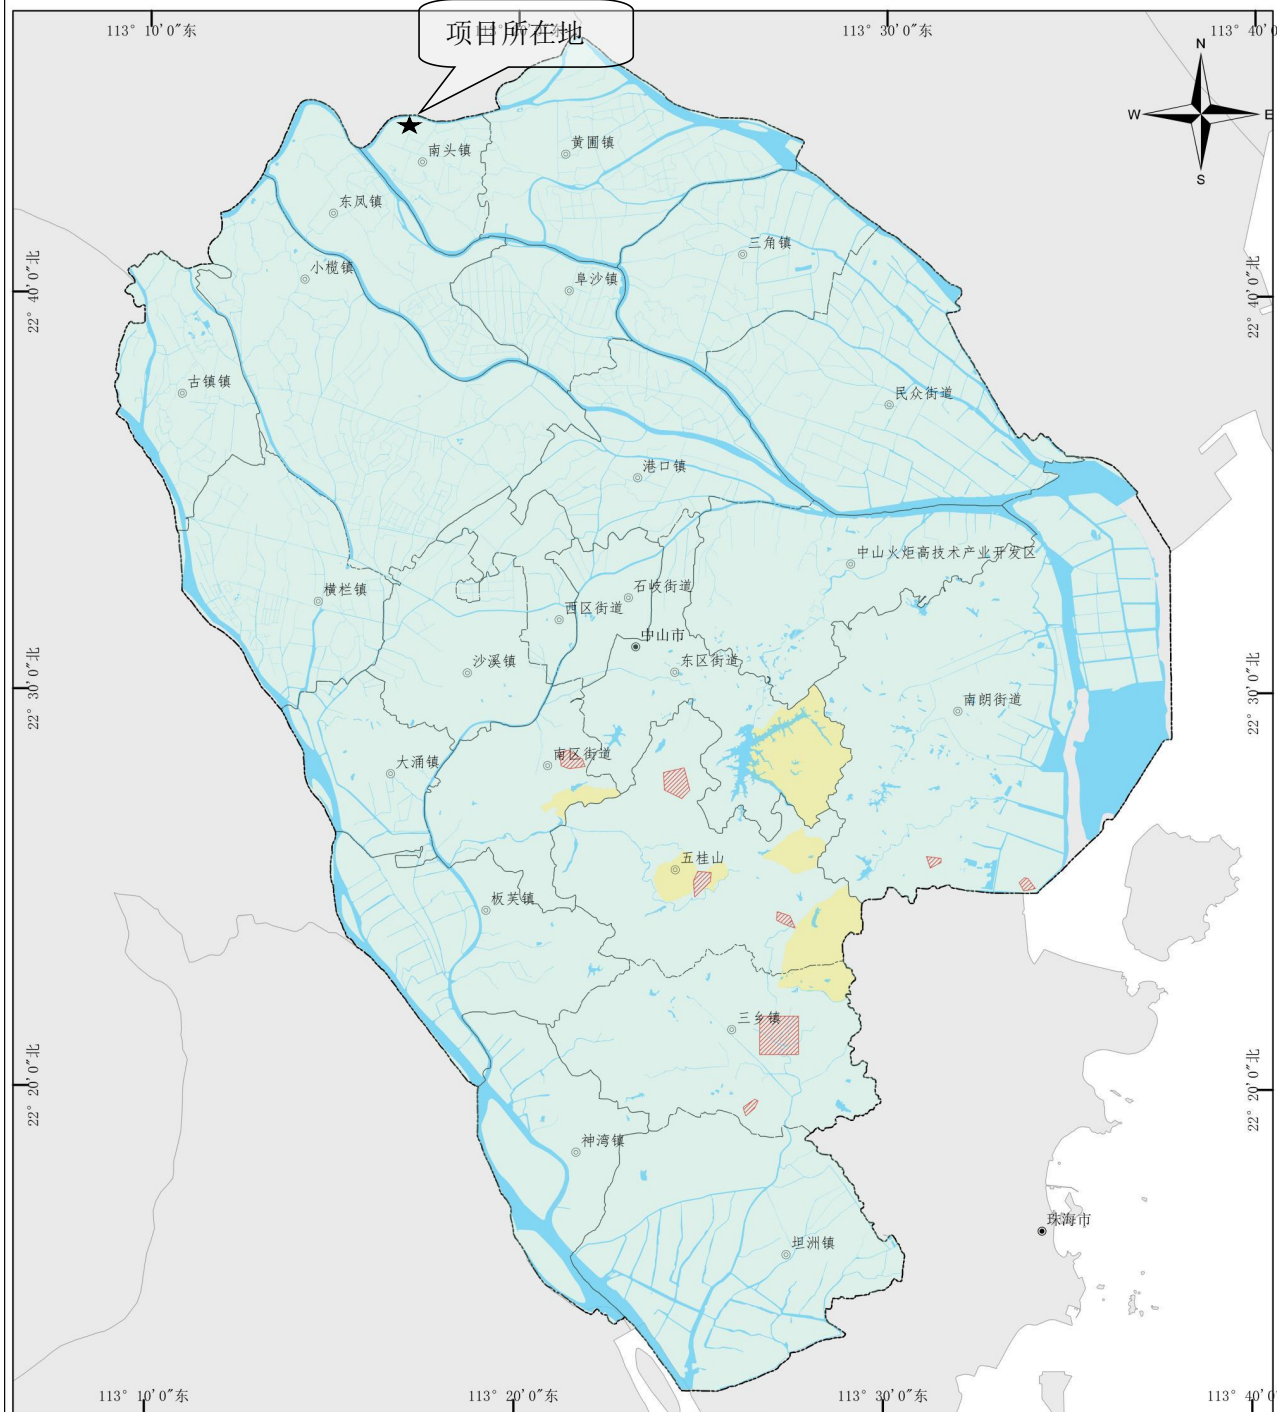 113° 10′0″东
113° 20′0″东
113° 30′0″东
113° 40′0
项目所在地
N
W
E
S
南头镇
黄圃镇
东凤镇
三角镇
小榄镇
阜沙镇
22° 40′0″北
22° 40′0″北
古镇镇
民众街道
港口镇
中山火炬高技术产业开发区
横栏镇
石岐街道
西区街道
中山市
沙溪镇
东区街道
22° 30′0″北
22° 30′0″北
南朗街道
大涌镇
南区街道
五桂山
板芙镇
三乡镇
22° 20′0″北
22° 20′0″北
神湾镇
珠海市
坦洲镇
113° 10′0″东
113° 20′0″东
113° 30′0″东
113° 40′0